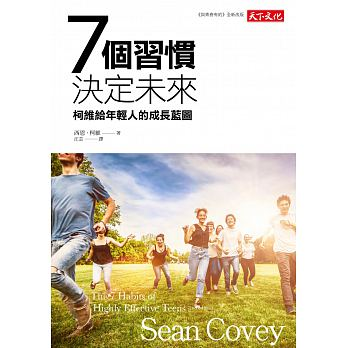 《與青春有約》全新改版
天下文化
7個習慣
決定未來
柯維給年輕人的成長藍圖
西恩・柯維——著
汪芸——譯
The 7 Habits of
Highly Effective Teens
Sean Covey